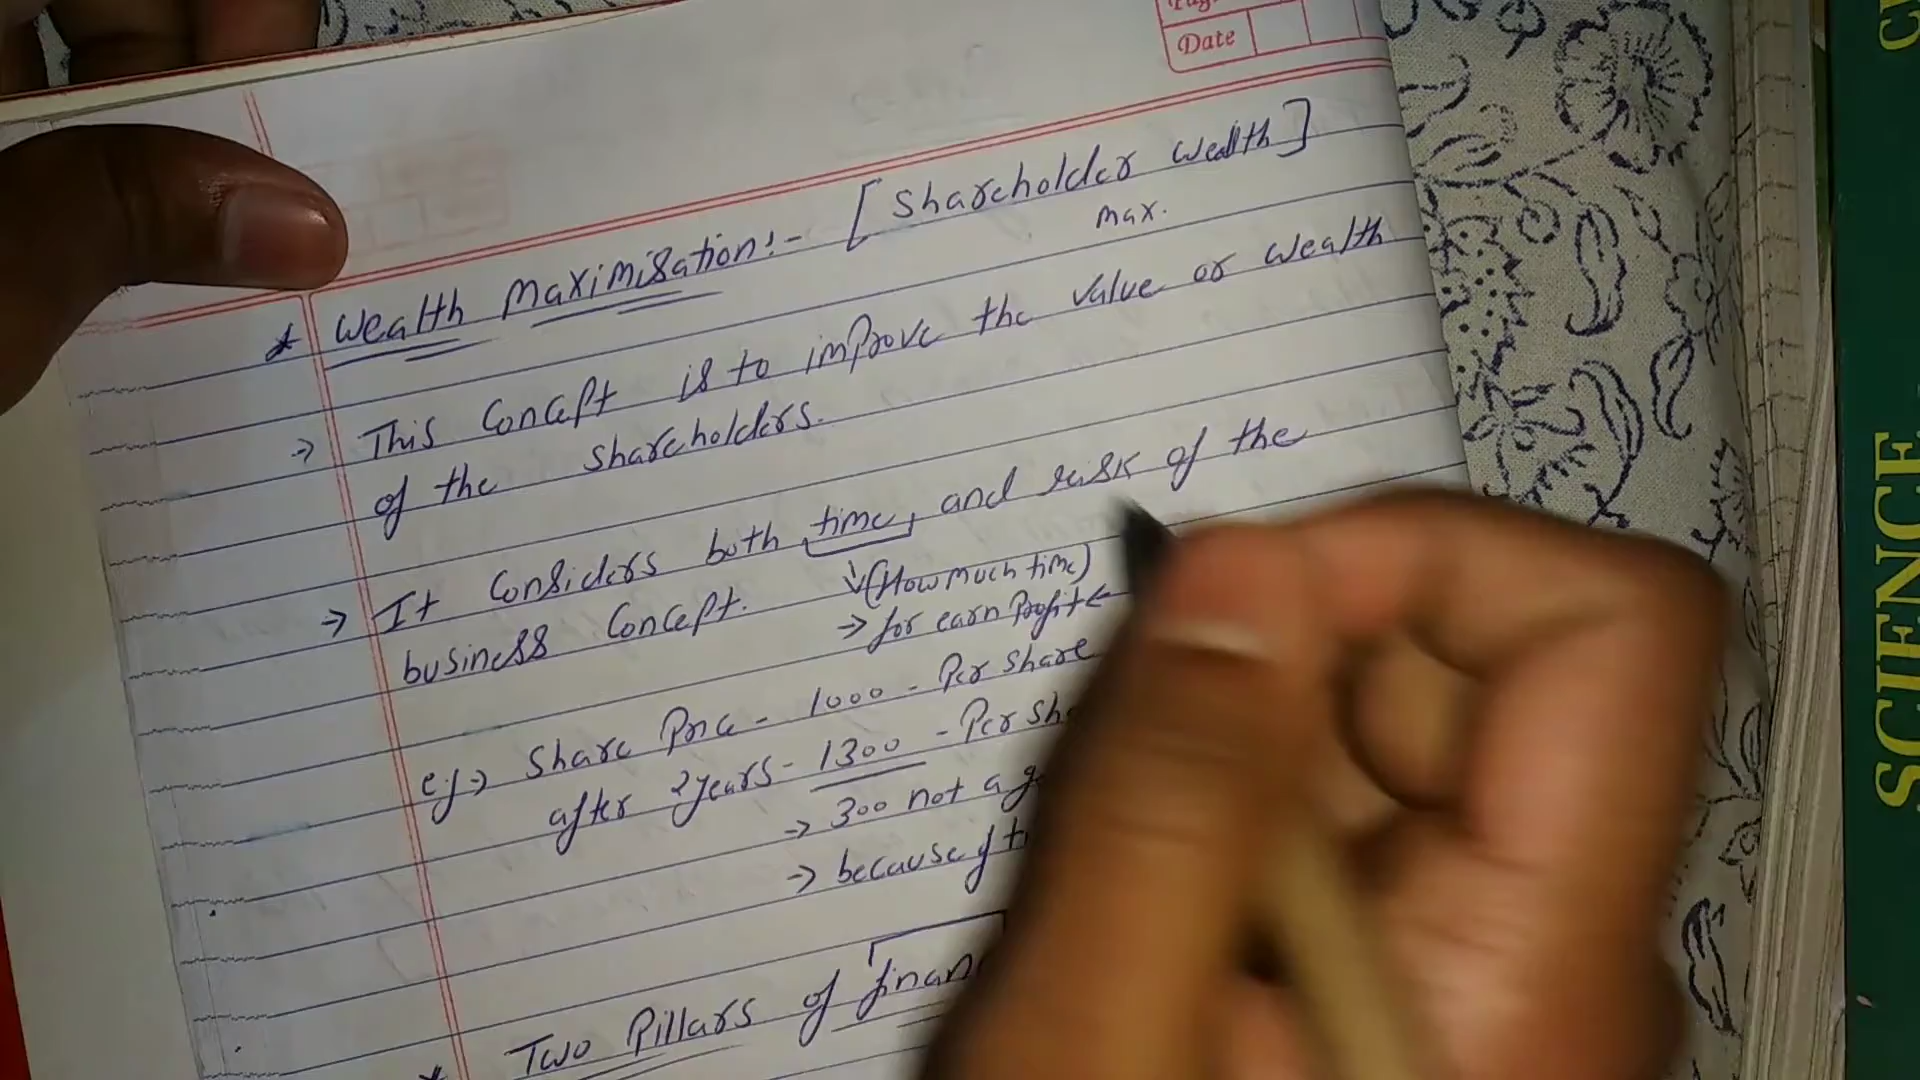 Date
* Wealth Maximisation:- [Shareholder Wealth]
max.
→ This Concept is to improve the value or wealth
of the shareholders.
→ It Considers both time, and risk of the
business Concept. ↓(How much time)
→ for earn Profit ←
eg → Share Price - 1000 - Per share
after 2 years - 1300 - Per
→ 300 not a
→ because of
* Two Pillars of
SCIENCE